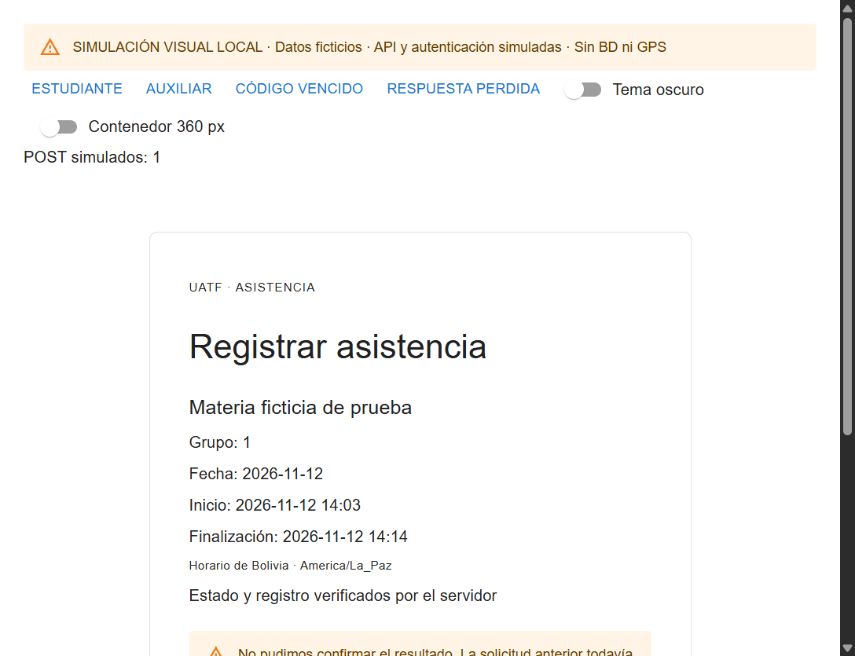 SIMULACIÓN VISUAL LOCAL · Datos ficticios · API y autenticación simuladas · Sin BD ni GPS
ESTUDIANTE AUXILIAR CÓDIGO VENCIDO RESPUESTA PERDIDA Tema oscuro
Contenedor 360 px
POST simulados: 1
UATF · ASISTENCIA
Registrar asistencia
Materia ficticia de prueba
Grupo: 1
Fecha: 2026-11-12
Inicio: 2026-11-12 14:03
Finalización: 2026-11-12 14:14
Horario de Bolivia · America/La_Paz
Estado y registro verificados por el servidor
No pudimos confirmar el resultado. La solicitud anterior todavía